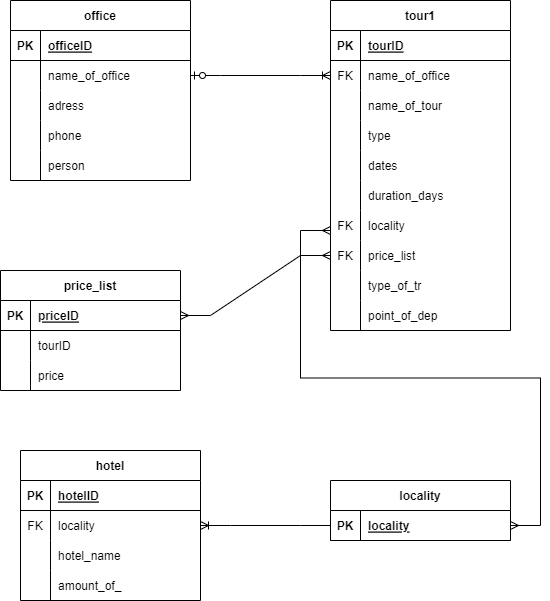 office
PK officeID
name_of_office
adress
phone
person
tour1
PK tourID
FK name_of_office
name_of_tour
type
dates
duration_days
FK locality
FK price_list
type_of_tr
point_of_dep
price_list
PK priceID
tourID
price
hotel
PK hotelID
FK locality
hotel_name
amount_of_
locality
PK locality